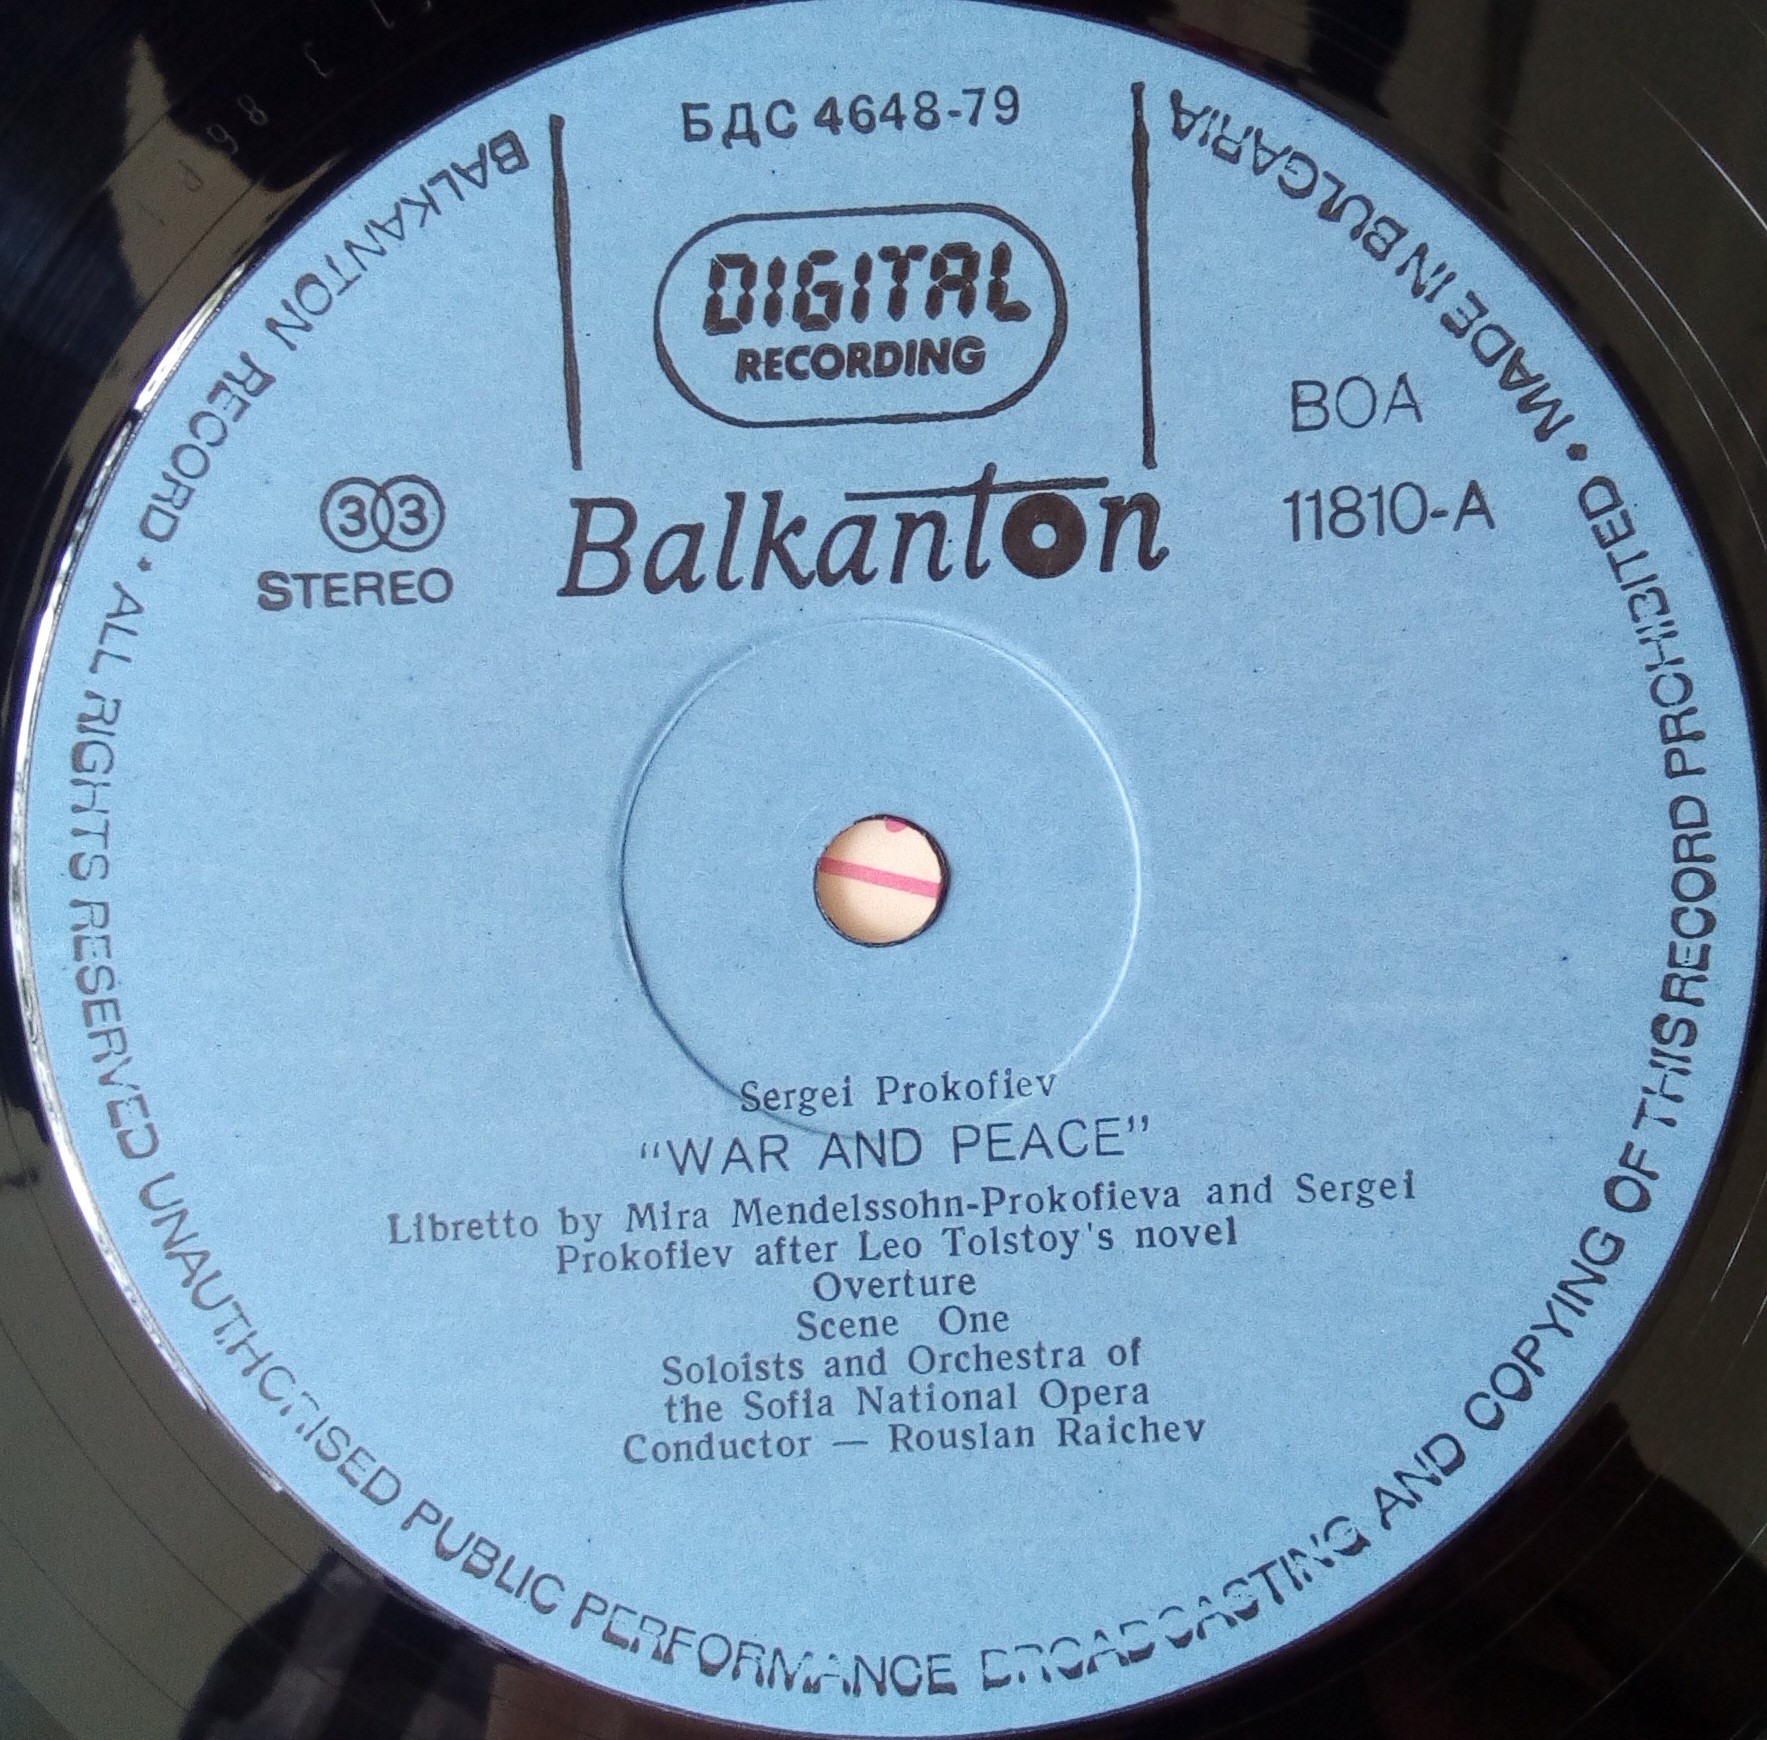 БДС 4648-79
DIGITAL
RECORDING
33
STEREO
Balkanton
BOA
11810-A
Sergei Prokofiev
“WAR AND PEACE”
Libretto by Mira Mendelssohn-Prokofieva and Sergei
Prokofiev after Leo Tolstoy's novel
Overture
Scene One
Soloists and Orchestra of
the Sofia National Opera
Conductor — Rouslan Raichev
BALKANTON RECORD · ALL RIGHTS RESERVED UNAUTHORISED PUBLIC PERFORMANCE BROADCASTING AND COPYING OF THIS RECORD PROHIBITED · MADE IN BULGARIA